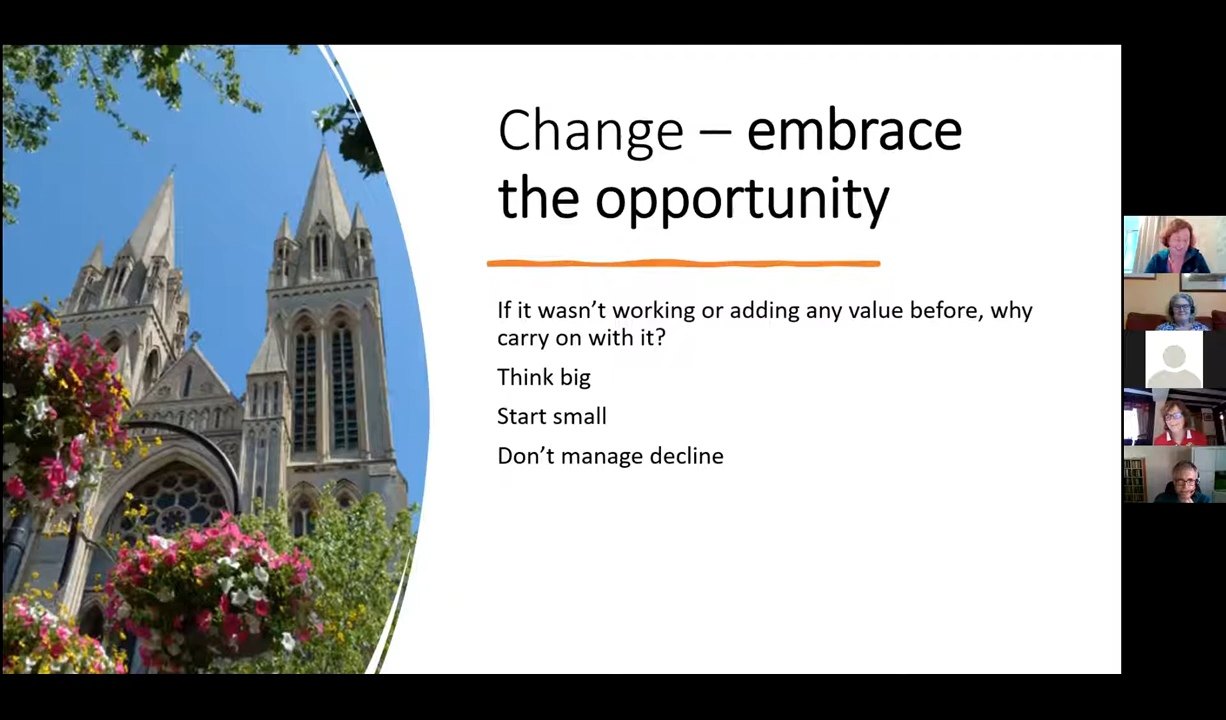 Change – embrace
the opportunity
If it wasn’t working or adding any value before, why
carry on with it?
Think big
Start small
Don’t manage decline